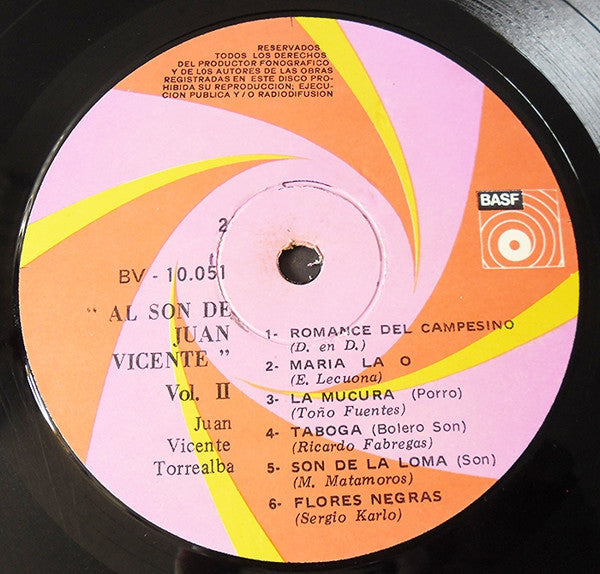 RESERVADOS
TODOS LOS DERECHOS
DEL PRODUCTOR FONOGRAFICO
Y DE LOS AUTORES DE LAS OBRAS
REGISTRADAS EN ESTE DISCO PRO-
HIBIDA SU REPRODUCCION; EJECU-
CION PUBLICA Y/O RADIODIFUSION
BASF
2
BV - 10.051
" AL SON DE
JUAN
VICENTE "
Vol. II
Juan
Vicente
Torrealba
1- ROMANCE DEL CAMPESINO
(D. en D.)
2- MARIA LA O
(E. Lecuona)
3- LA MUCURA (Porro)
(Toño Fuentes)
4- TABOGA (Bolero Son)
(Ricardo Fabregas)
5- SON DE LA LOMA (Son)
(M. Matamoros)
6- FLORES NEGRAS
(Sergio Karlo)